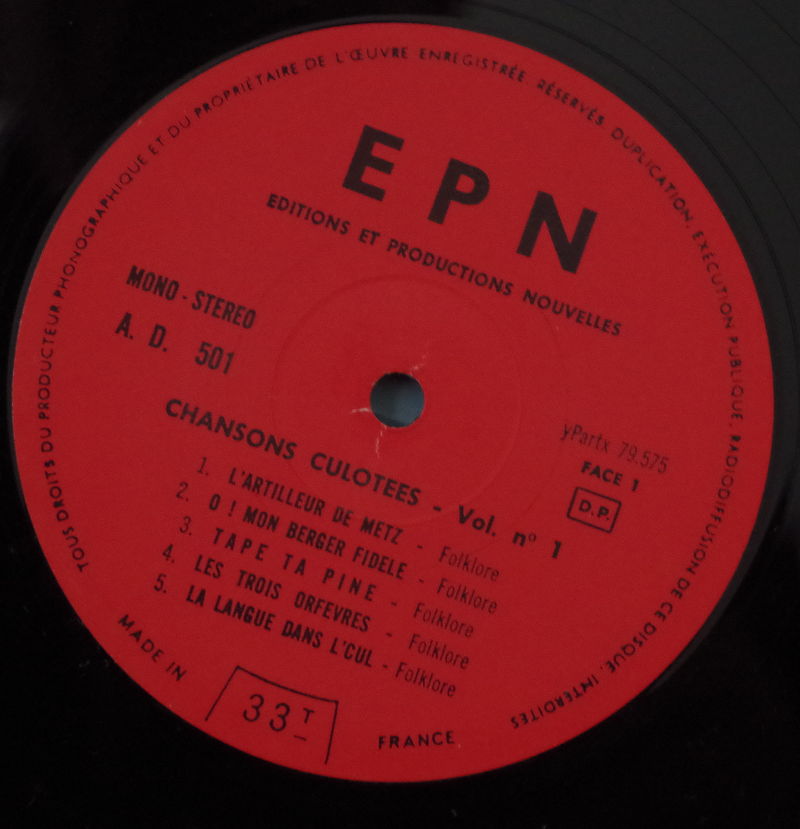 TOUS DROITS DU PRODUCTEUR PHONOGRAPHIQUE ET DU PROPRIÉTAIRE DE L'ŒUVRE ENREGISTRÉE. RÉSERVÉS. DUPLICATION. EXÉCUTION PUBLIQUE. RADIODIFFUSION DE CE DISQUE. INTERDITES
EPN
EDITIONS ET PRODUCTIONS NOUVELLES
MONO - STEREO
A. D. 501
yPartx 79.575
FACE 1
D.P.
CHANSONS CULOTEES - Vol. nº 1
1. L'ARTILLEUR DE METZ - Folklore
2. O ! MON BERGER FIDELE - Folklore
3. TAPE TA PINE - Folklore
4. LES TROIS ORFEVRES - Folklore
5. LA LANGUE DANS L'CUL - Folklore
MADE IN FRANCE
33T